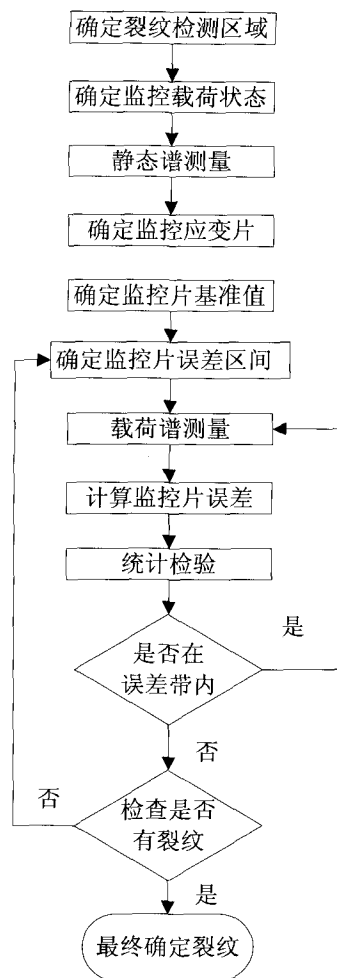 确定裂纹检测区域
确定监控载荷状态
静态谱测量
确定监控应变片
确定监控片基准值
确定监控片误差区间
载荷谱测量
计算监控片误差
统计检验
是
是否在
误差带内
否
否
检查是否
有裂纹
是
最终确定裂纹